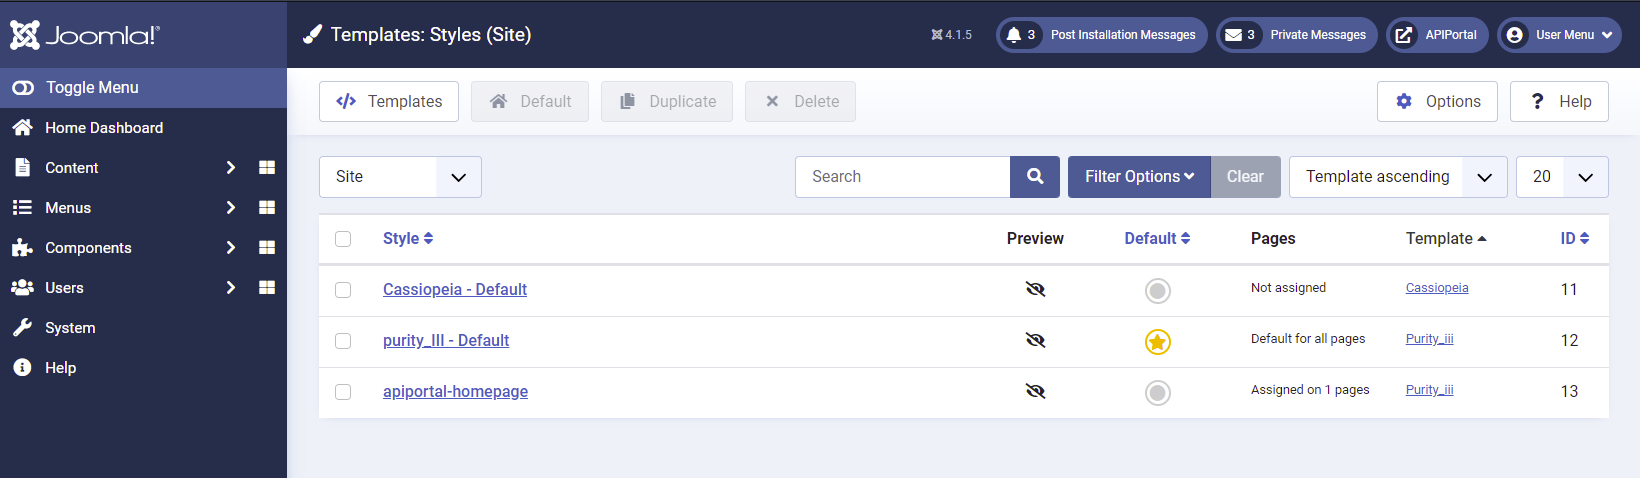 Joomla!®
Templates: Styles (Site)
4.1.5
3 Post Installation Messages
3 Private Messages
APIPortal
User Menu
Toggle Menu
Home Dashboard
Content
Menus
Components
Users
System
Help
Templates
Default
Duplicate
Delete
Options
Help
Site
Search
Filter Options
Clear
Template ascending
20
Style Preview Default Pages Template ID
Cassiopeia - Default Not assigned Cassiopeia 11
purity_III - Default Default for all pages Purity_iii 12
apiportal-homepage Assigned on 1 pages Purity_iii 13